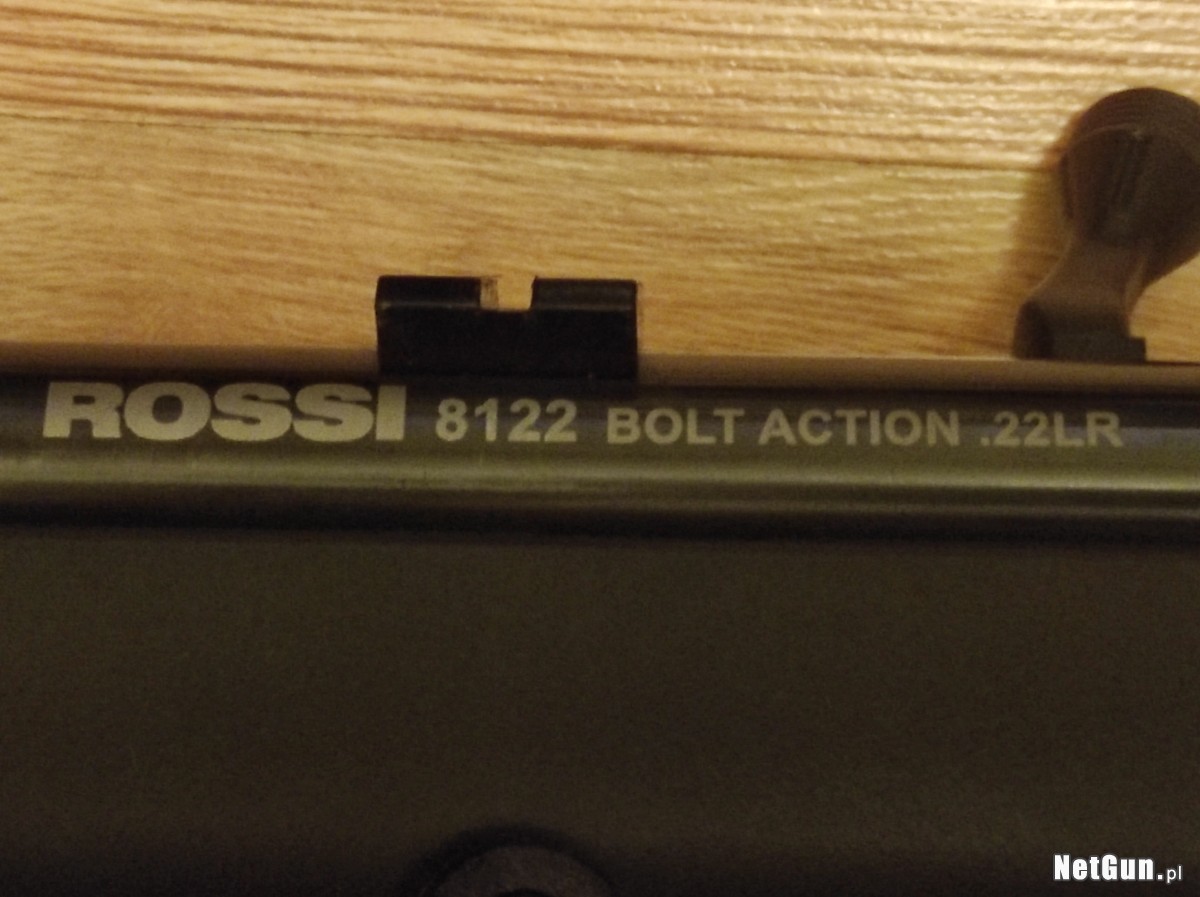 ROSSI 8122 BOLT ACTION .22LR
NetGun.pl